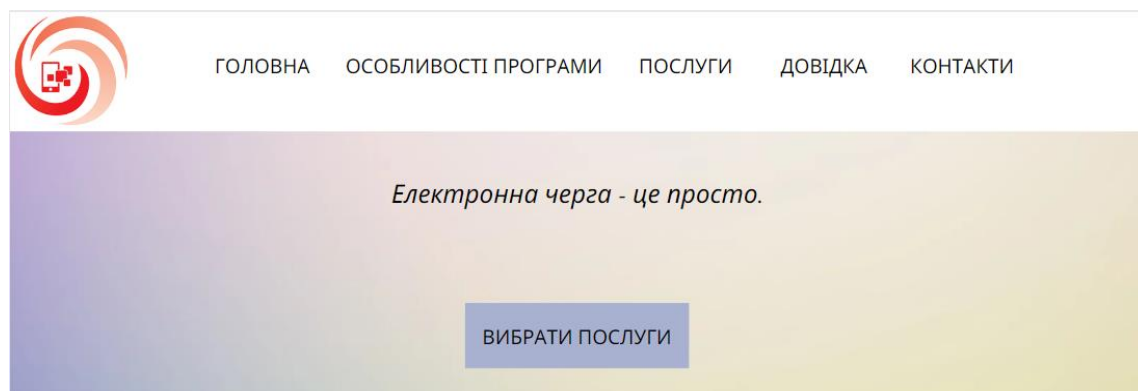 ГОЛОВНА ОСОБЛИВОСТІ ПРОГРАМИ ПОСЛУГИ ДОВІДКА КОНТАКТИ
Електронна черга - це просто.
ВИБРАТИ ПОСЛУГИ